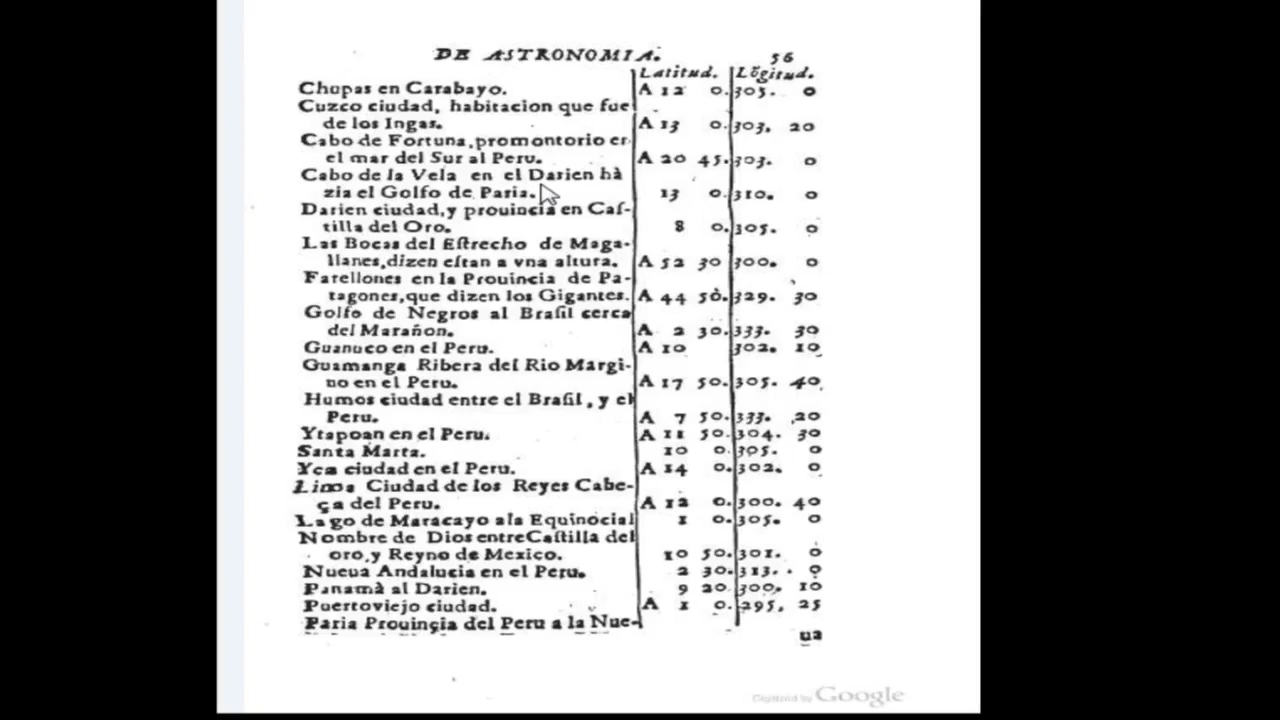 DE ASTRONOMIA. 56
Latitud. Lõgitud.
Chupas en Carabayo. A 12 0. 305. 0
Cuzco ciudad, habitacion que fue
de los Ingas. A 13 0. 303. 20
Cabo de Fortuna, promontorio en
el mar del Sur al Peru. A 20 45. 303. 0
Cabo de la Vela en el Darien hà
zia el Golfo de Paria. 13 0. 310. 0
Darien ciudad, y prouincia en Caſ-
tilla del Oro. 8 0. 305. 0
Las Bocas del Eſtrecho de Maga-
llanes, dizen eſtan a vna altura. A 52 30 300. 0
Farellones en la Prouincia de Pa-
tagones, que dizen los Gigantes. A 44 50. 329. 30
Golfo de Negros al Braſil cerca
del Marañon. A 2 30. 333. 30
Guanuco en el Peru. A 10 302. 10
Guamanga Ribera del Rio Margi-
no en el Peru. A 17 50. 305. 40
Humos ciudad entre el Braſil, y el
Peru. A 7 50. 333. 20
Ytapoan en el Peru. A 11 50. 304. 30
Santa Marta. 10 0. 305. 0
Yca ciudad en el Peru. A 14 0. 302. 0
Lima Ciudad de los Reyes Cabe-
ça del Peru. A 12 0. 300. 40
Lago de Maracayo ala Equinocial 1 0. 305. 0
Nombre de Dios entre Caſtilla del
oro, y Reyno de Mexico. 10 50. 301. 0
Nueua Andalucia en el Peru. 2 30. 313. 0
Panamà al Darien. 9 20. 300. 10
Puertoviejo ciudad. A 1 0. 295. 25
Paria Prouinçia del Peru a la Nue-
ua
Digitized by Google